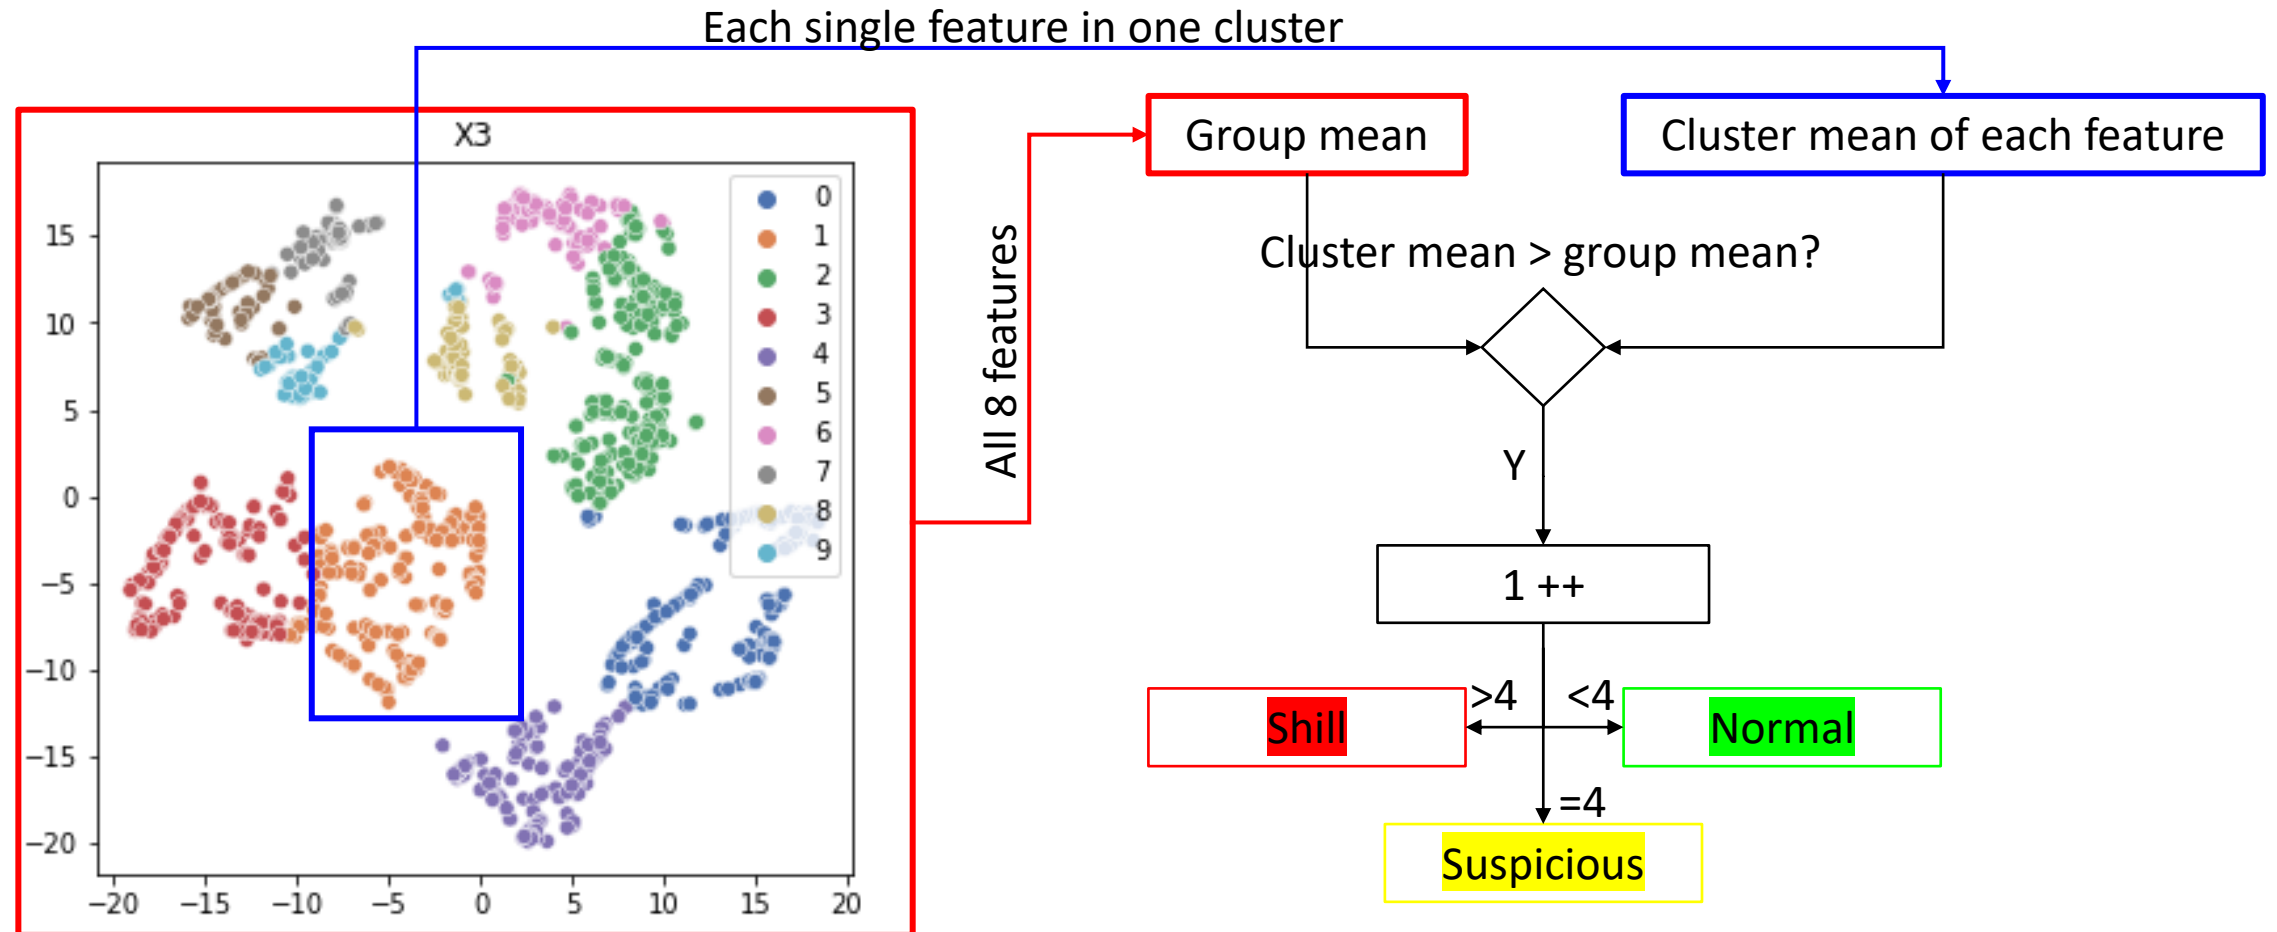 Each single feature in one cluster
X3
15
10
5
0
−5
−10
−15
−20
−20 −15 −10 −5 0 5 10 15 20
0
1
2
3
4
5
6
7
8
9
All 8 features
Group mean
Cluster mean of each feature
Cluster mean > group mean?
Y
1 ++
>4 <4
Shill
Normal
=4
Suspicious